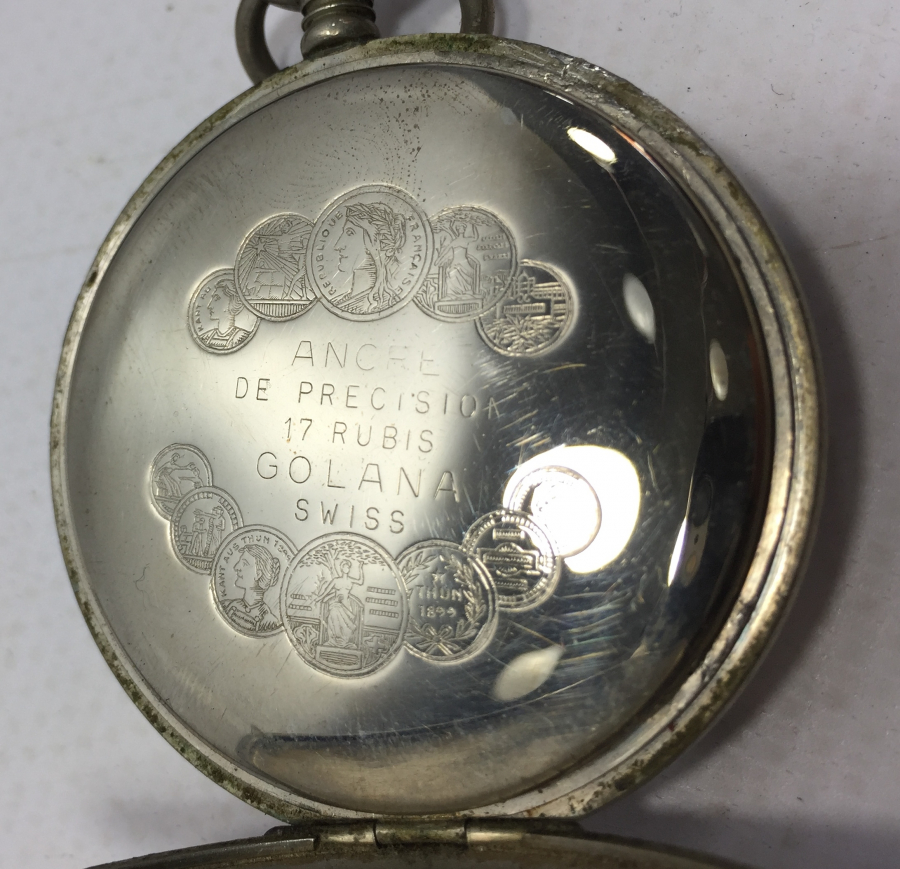 REPUBLIQUE FRANÇAISE
ANCRE
DE PRECISION
17 RUBIS
GOLANA
SWISS
THUN
1899